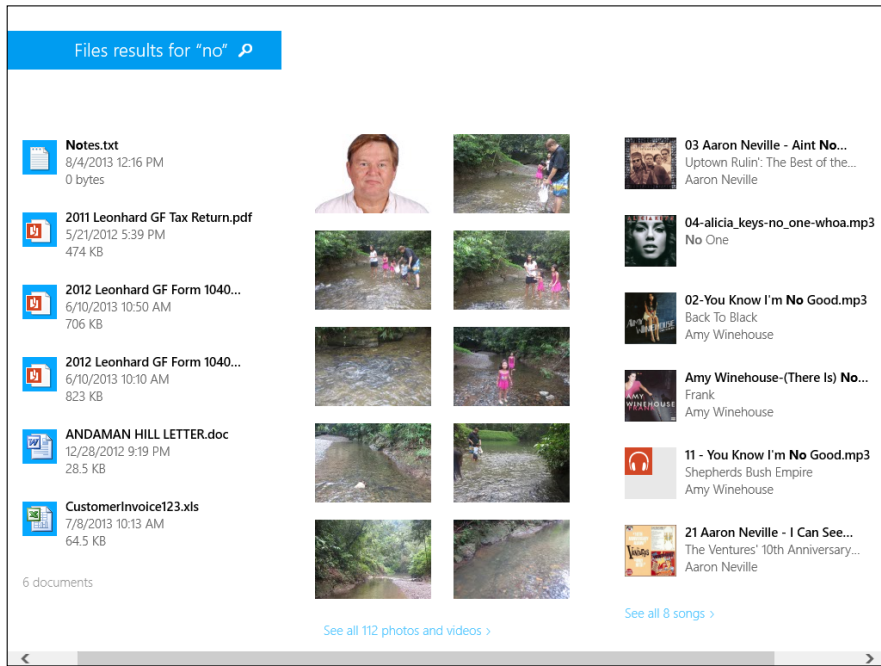 Files results for “no”
Notes.txt
8/4/2013 12:16 PM
0 bytes
2011 Leonhard GF Tax Return.pdf
5/21/2012 5:39 PM
474 KB
2012 Leonhard GF Form 1040...
6/10/2013 10:50 AM
706 KB
2012 Leonhard GF Form 1040...
6/10/2013 10:10 AM
823 KB
ANDAMAN HILL LETTER.doc
12/28/2012 9:19 PM
28.5 KB
CustomerInvoice123.xls
7/8/2013 10:13 AM
64.5 KB
6 documents
See all 112 photos and videos ›
03 Aaron Neville - Aint No...
Uptown Rulin': The Best of the...
Aaron Neville
04-alicia_keys-no_one-whoa.mp3
No One
02-You Know I'm No Good.mp3
Back To Black
Amy Winehouse
AMY WINEHOUSE
Amy Winehouse-(There Is) No...
Frank
Amy Winehouse
AMY
WINEHOUSE
FRANK
11 - You Know I'm No Good.mp3
Shepherds Bush Empire
Amy Winehouse
21 Aaron Neville - I Can See...
The Ventures' 10th Anniversary...
Aaron Neville
See all 8 songs ›